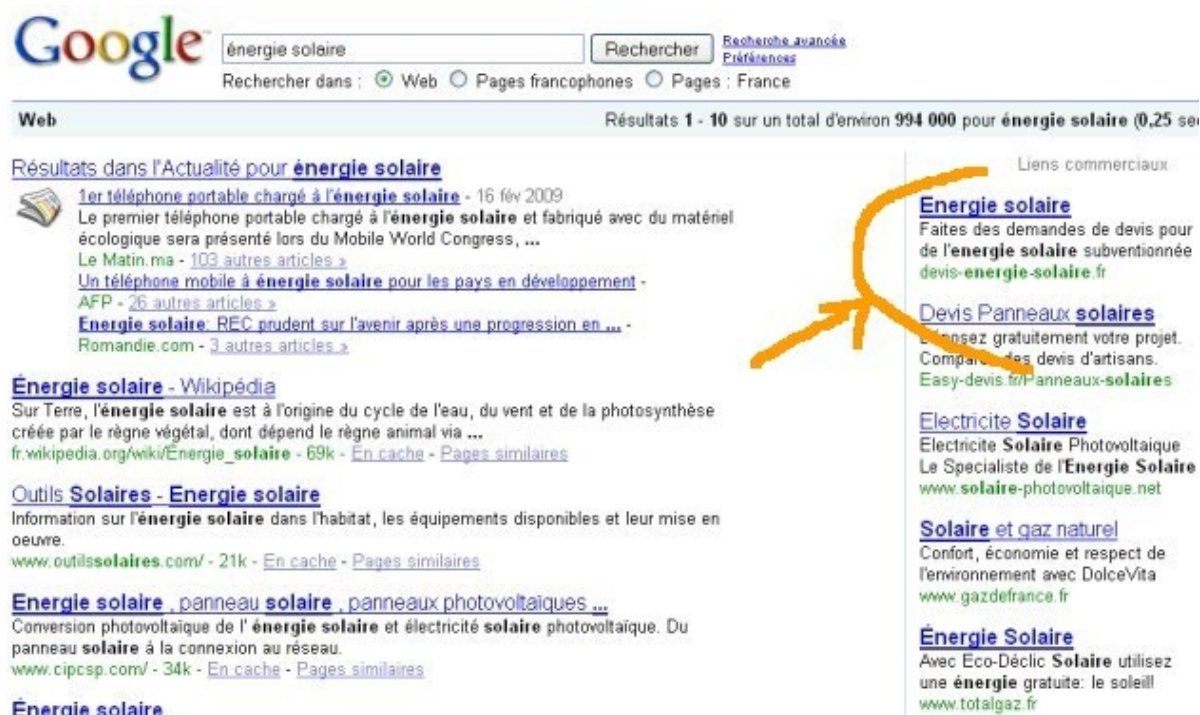 Google
énergie solaire
Rechercher
Recherche avancée
Préférences
Rechercher dans : Web Pages francophones Pages : France
Web
Résultats 1 - 10 sur un total d'environ 994 000 pour énergie solaire (0,25 sec
Résultats dans l'Actualité pour énergie solaire
1er téléphone portable chargé à l'énergie solaire - 16 fév 2009
Le premier téléphone portable chargé à l'énergie solaire et fabriqué avec du matériel
écologique sera présenté lors du Mobile World Congress, ...
Le Matin.ma - 103 autres articles »
Un téléphone mobile à énergie solaire pour les pays en développement -
AFP - 26 autres articles »
Energie solaire: REC prudent sur l'avenir après une progression en ... -
Romandie.com - 3 autres articles »
Énergie solaire - Wikipédia
Sur Terre, l'énergie solaire est à l'origine du cycle de l'eau, du vent et de la photosynthèse
créée par le règne végétal, dont dépend le règne animal via ...
fr.wikipedia.org/wiki/Énergie_solaire - 69k - En cache - Pages similaires
Outils Solaires - Energie solaire
Information sur l'énergie solaire dans l'habitat, les équipements disponibles et leur mise en
oeuvre.
www.outilssolaires.com/ - 21k - En cache - Pages similaires
Energie solaire , panneau solaire , panneaux photovoltaïques ...
Conversion photovoltaïque de l' énergie solaire et électricité solaire photovoltaïque. Du
panneau solaire à la connexion au réseau.
www.cipcsp.com/ - 34k - En cache - Pages similaires
Énergie solaire
Liens commerciaux
Energie solaire
Faites des demandes de devis pour
de l'energie solaire subventionnée
devis-energie-solaire.fr
Devis Panneaux solaires
gratuitement votre projet.
des devis d'artisans.
Easy-devis.fr/Panneaux-solaires
Electricite Solaire
Electricite Solaire Photovoltaique
Le Specialiste de l'Energie Solaire
www.solaire-photovoltaique.net
Solaire et gaz naturel
Confort, économie et respect de
l'environnement avec DolceVita
www.gazdefrance.fr
Énergie Solaire
Avec Eco-Déclic Solaire utilisez
une énergie gratuite: le soleil!
www.totalgaz.fr